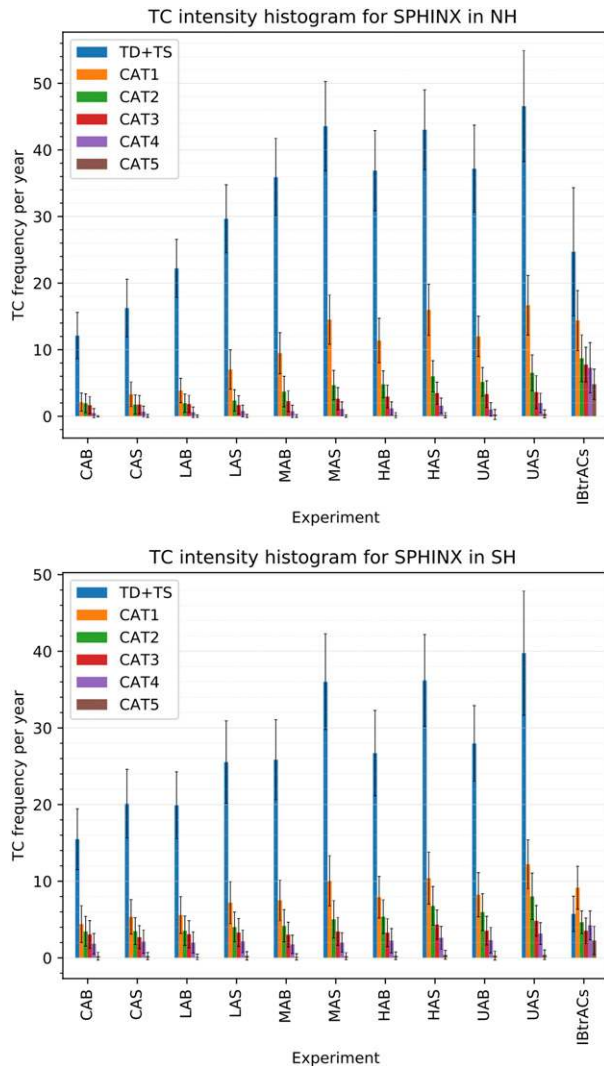 TC intensity histogram for SPHINX in NH
TD+TS
CAT1
CAT2
CAT3
CAT4
CAT5
TC frequency per year
50
40
30
20
10
0
CAB
CAS
LAB
LAS
MAB
MAS
HAB
HAS
UAB
UAS
IBtrACs
Experiment
TC intensity histogram for SPHINX in SH
TD+TS
CAT1
CAT2
CAT3
CAT4
CAT5
TC frequency per year
50
40
30
20
10
0
CAB
CAS
LAB
LAS
MAB
MAS
HAB
HAS
UAB
UAS
IBtrACs
Experiment